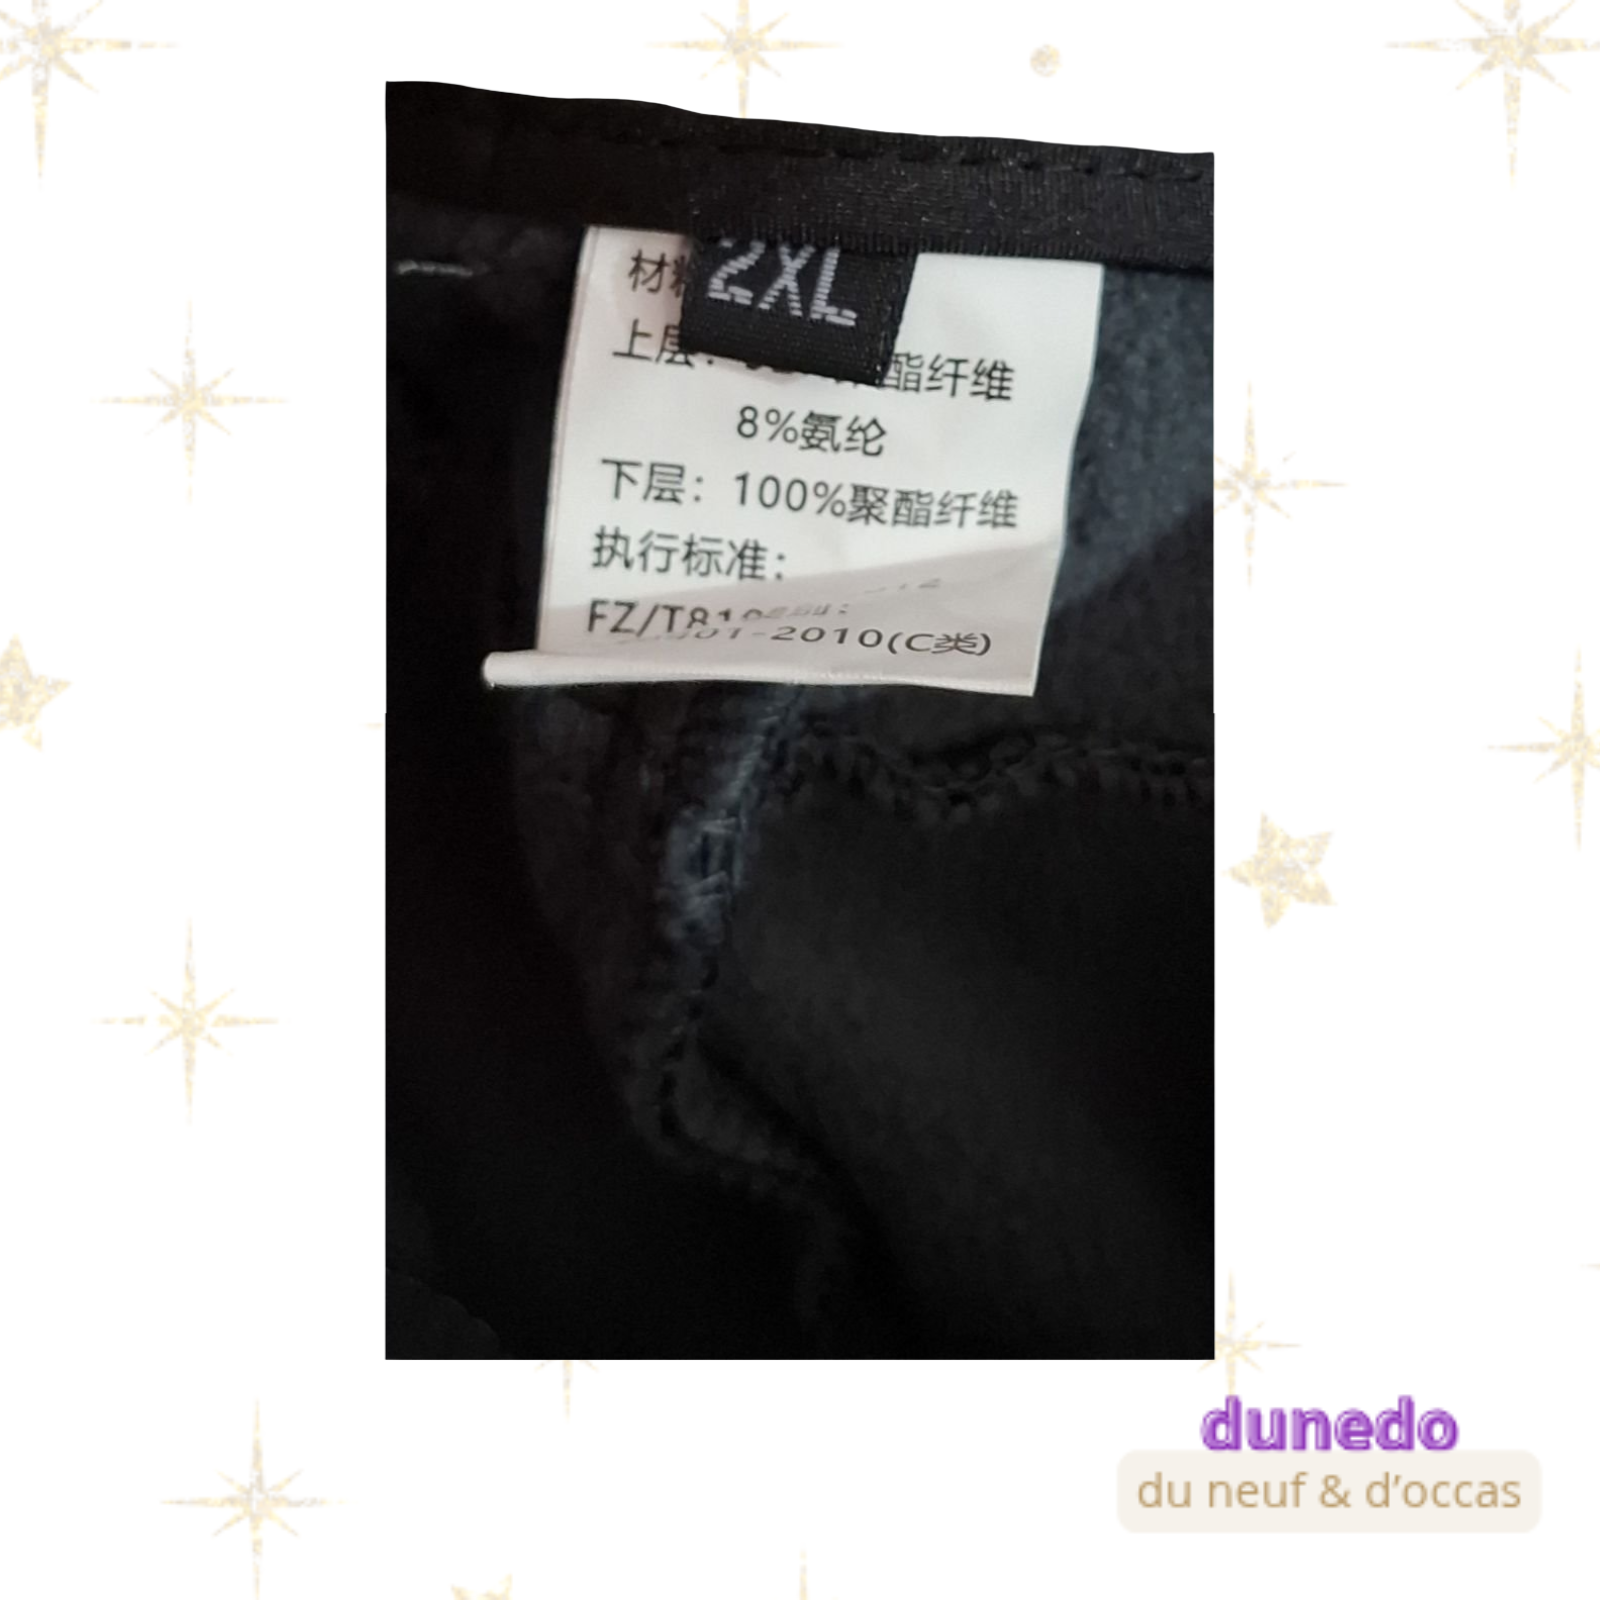 2XL
材料
上层：
酯纤维
8%氨纶
下层：100%聚酯纤维
执行标准：
FZ/T81
01-2010(C类)
dunedo
du neuf & d’occas